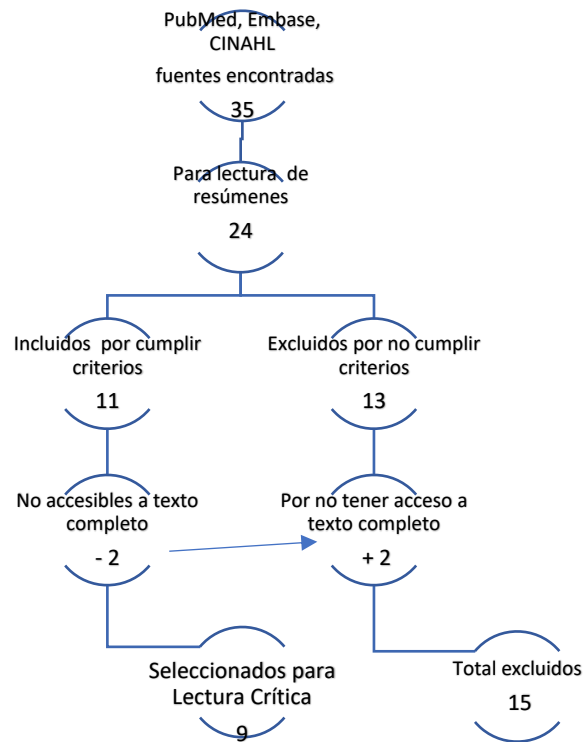 PubMed, Embase,
CINAHL
fuentes encontradas
35
Para lectura de
resúmenes
24
Incluidos por cumplir
criterios
11
Excluidos por no cumplir
criterios
13
No accesibles a texto
completo
- 2
Por no tener acceso a
texto completo
+ 2
Seleccionados para
Lectura Crítica
9
Total excluidos
15